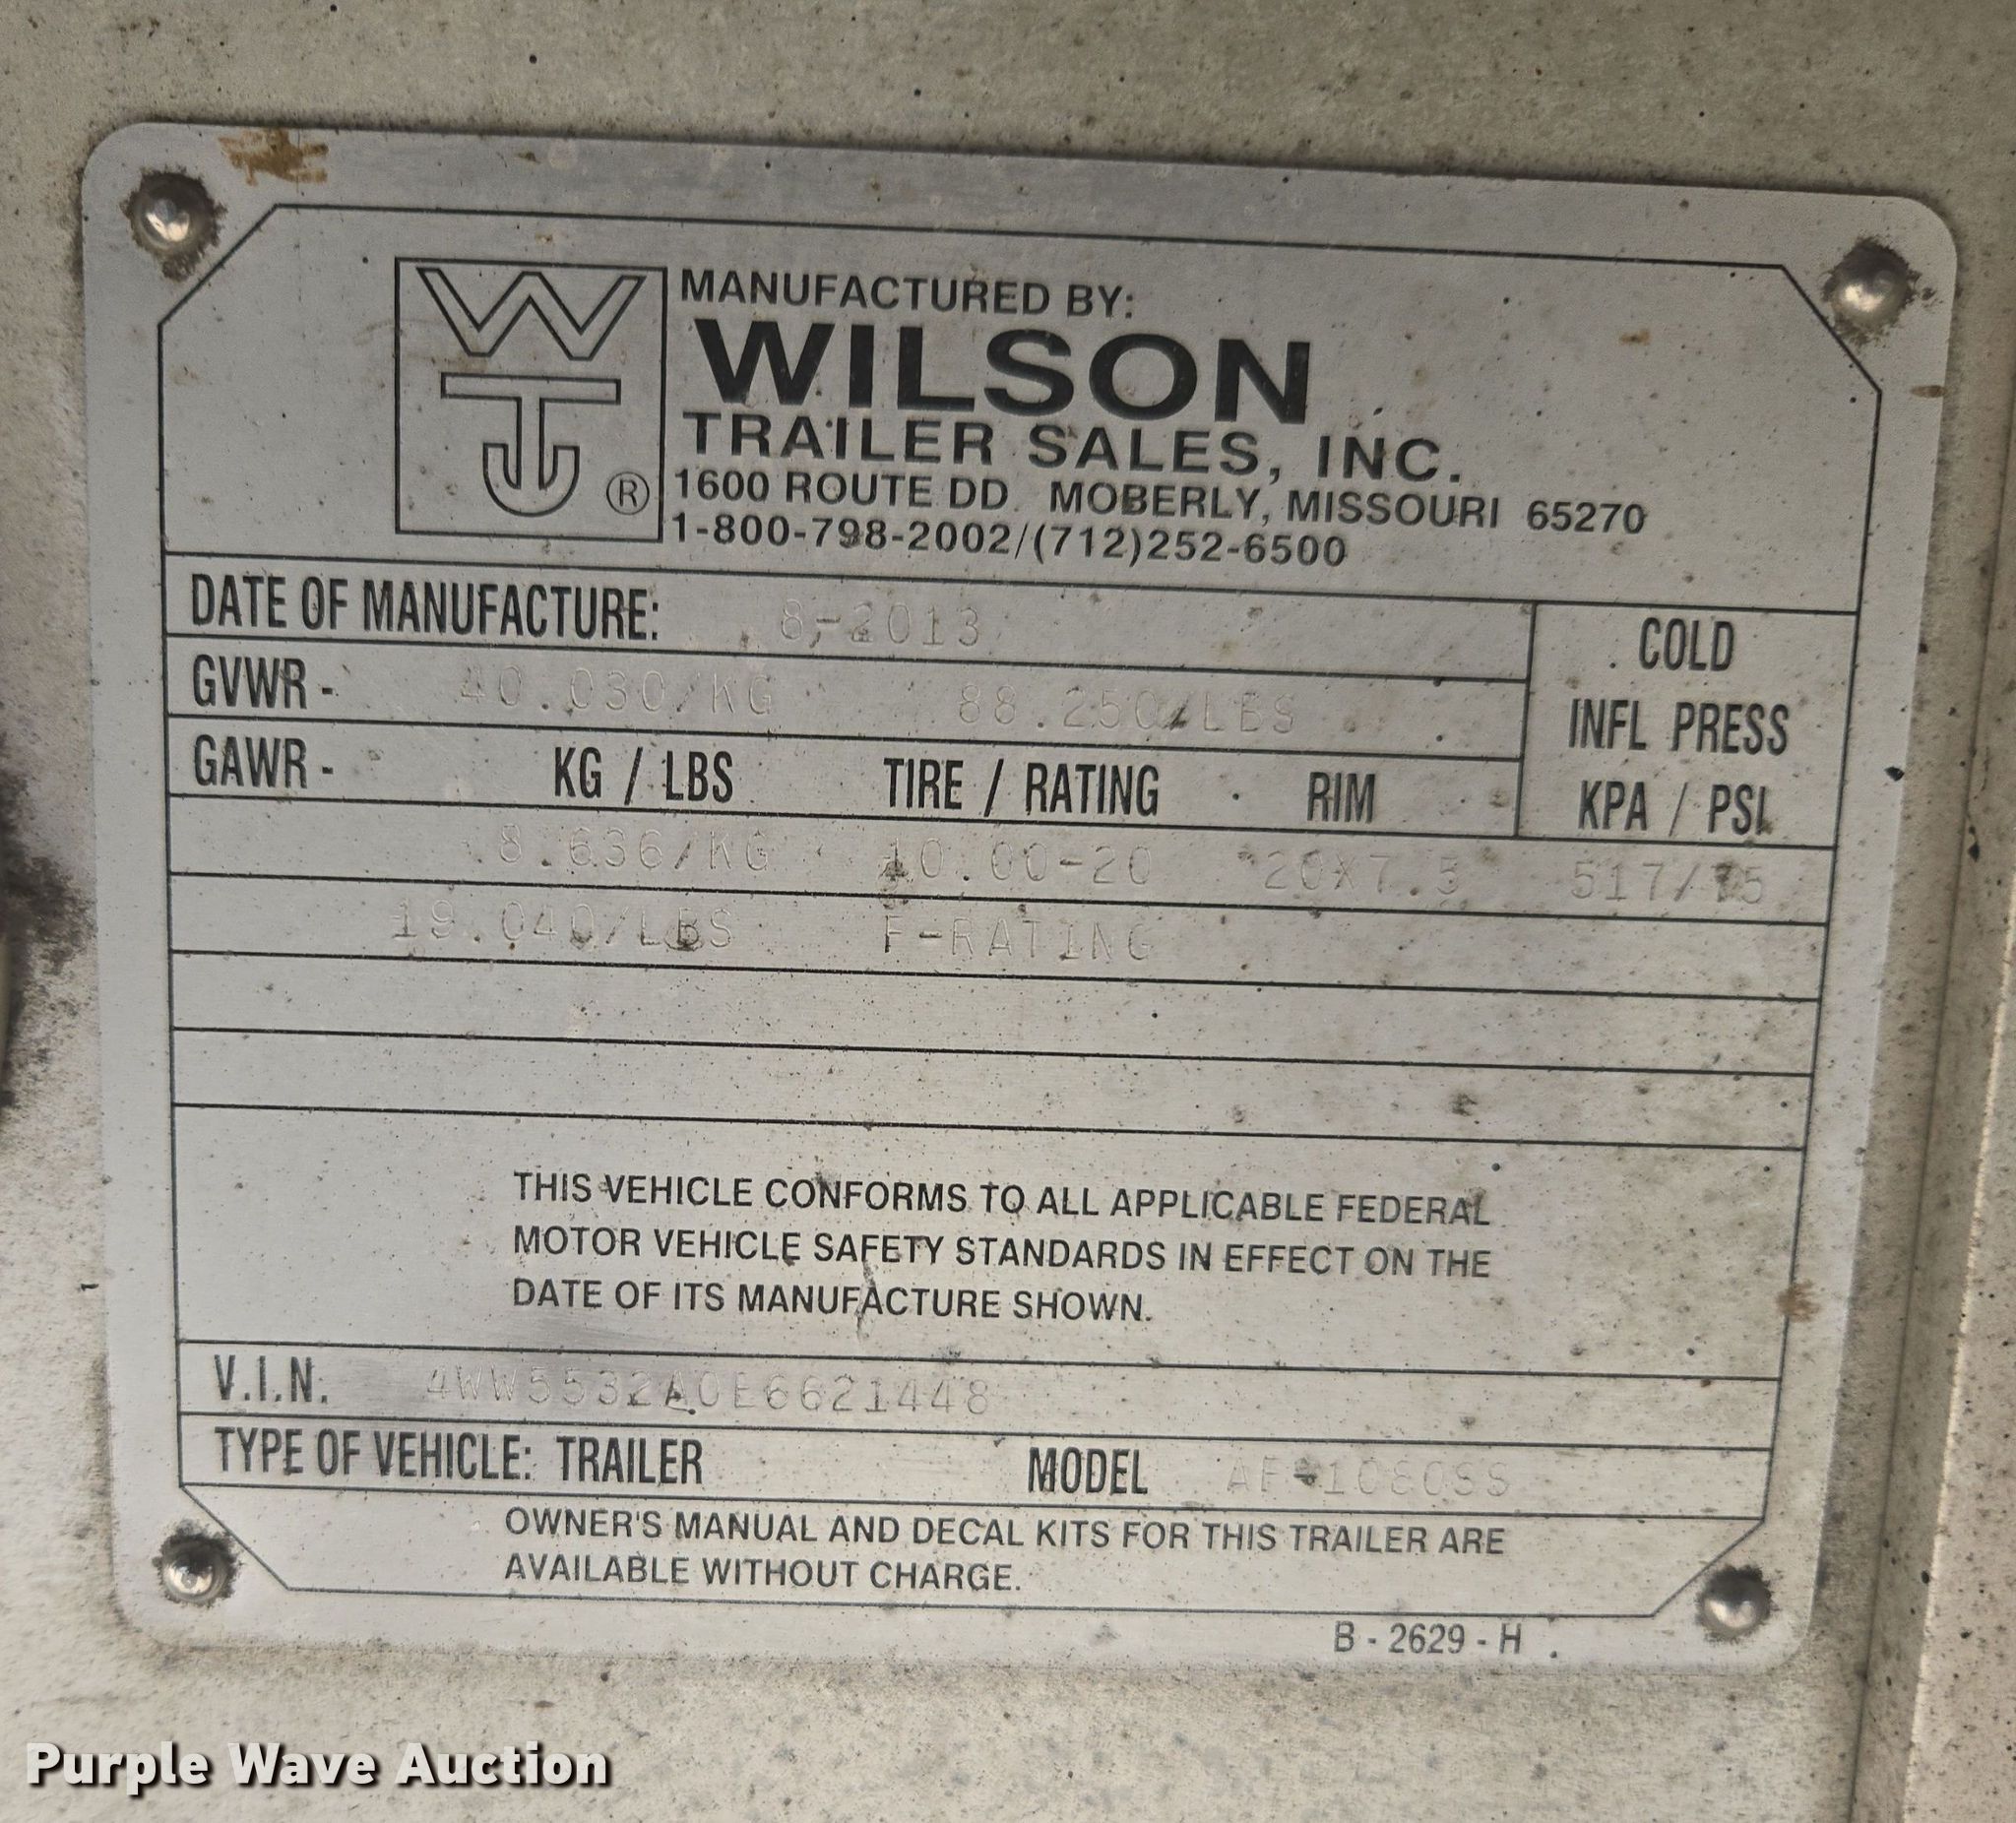 MANUFACTURED BY:
WILSON
TRAILER SALES, INC.
1600 ROUTE DD MOBERLY, MISSOURI 65270
1-800-798-2002/(712)252-6500
WTJ ®
DATE OF MANUFACTURE: 8-2013
GVWR - 40.030/KG 88.250/LBS
COLD
INFL PRESS
KPA / PSI
GAWR - KG / LBS TIRE / RATING RIM
8.636/KG 10.00-20 20X7.5 517/75
19.040/LBS F-RATING
THIS VEHICLE CONFORMS TO ALL APPLICABLE FEDERAL
MOTOR VEHICLE SAFETY STANDARDS IN EFFECT ON THE
DATE OF ITS MANUFACTURE SHOWN.
V.I.N. 4WW5532A0E6621448
TYPE OF VEHICLE: TRAILER MODEL
OWNER'S MANUAL AND DECAL KITS FOR THIS TRAILER ARE
AVAILABLE WITHOUT CHARGE.
B - 2629 - H
Purple Wave Auction